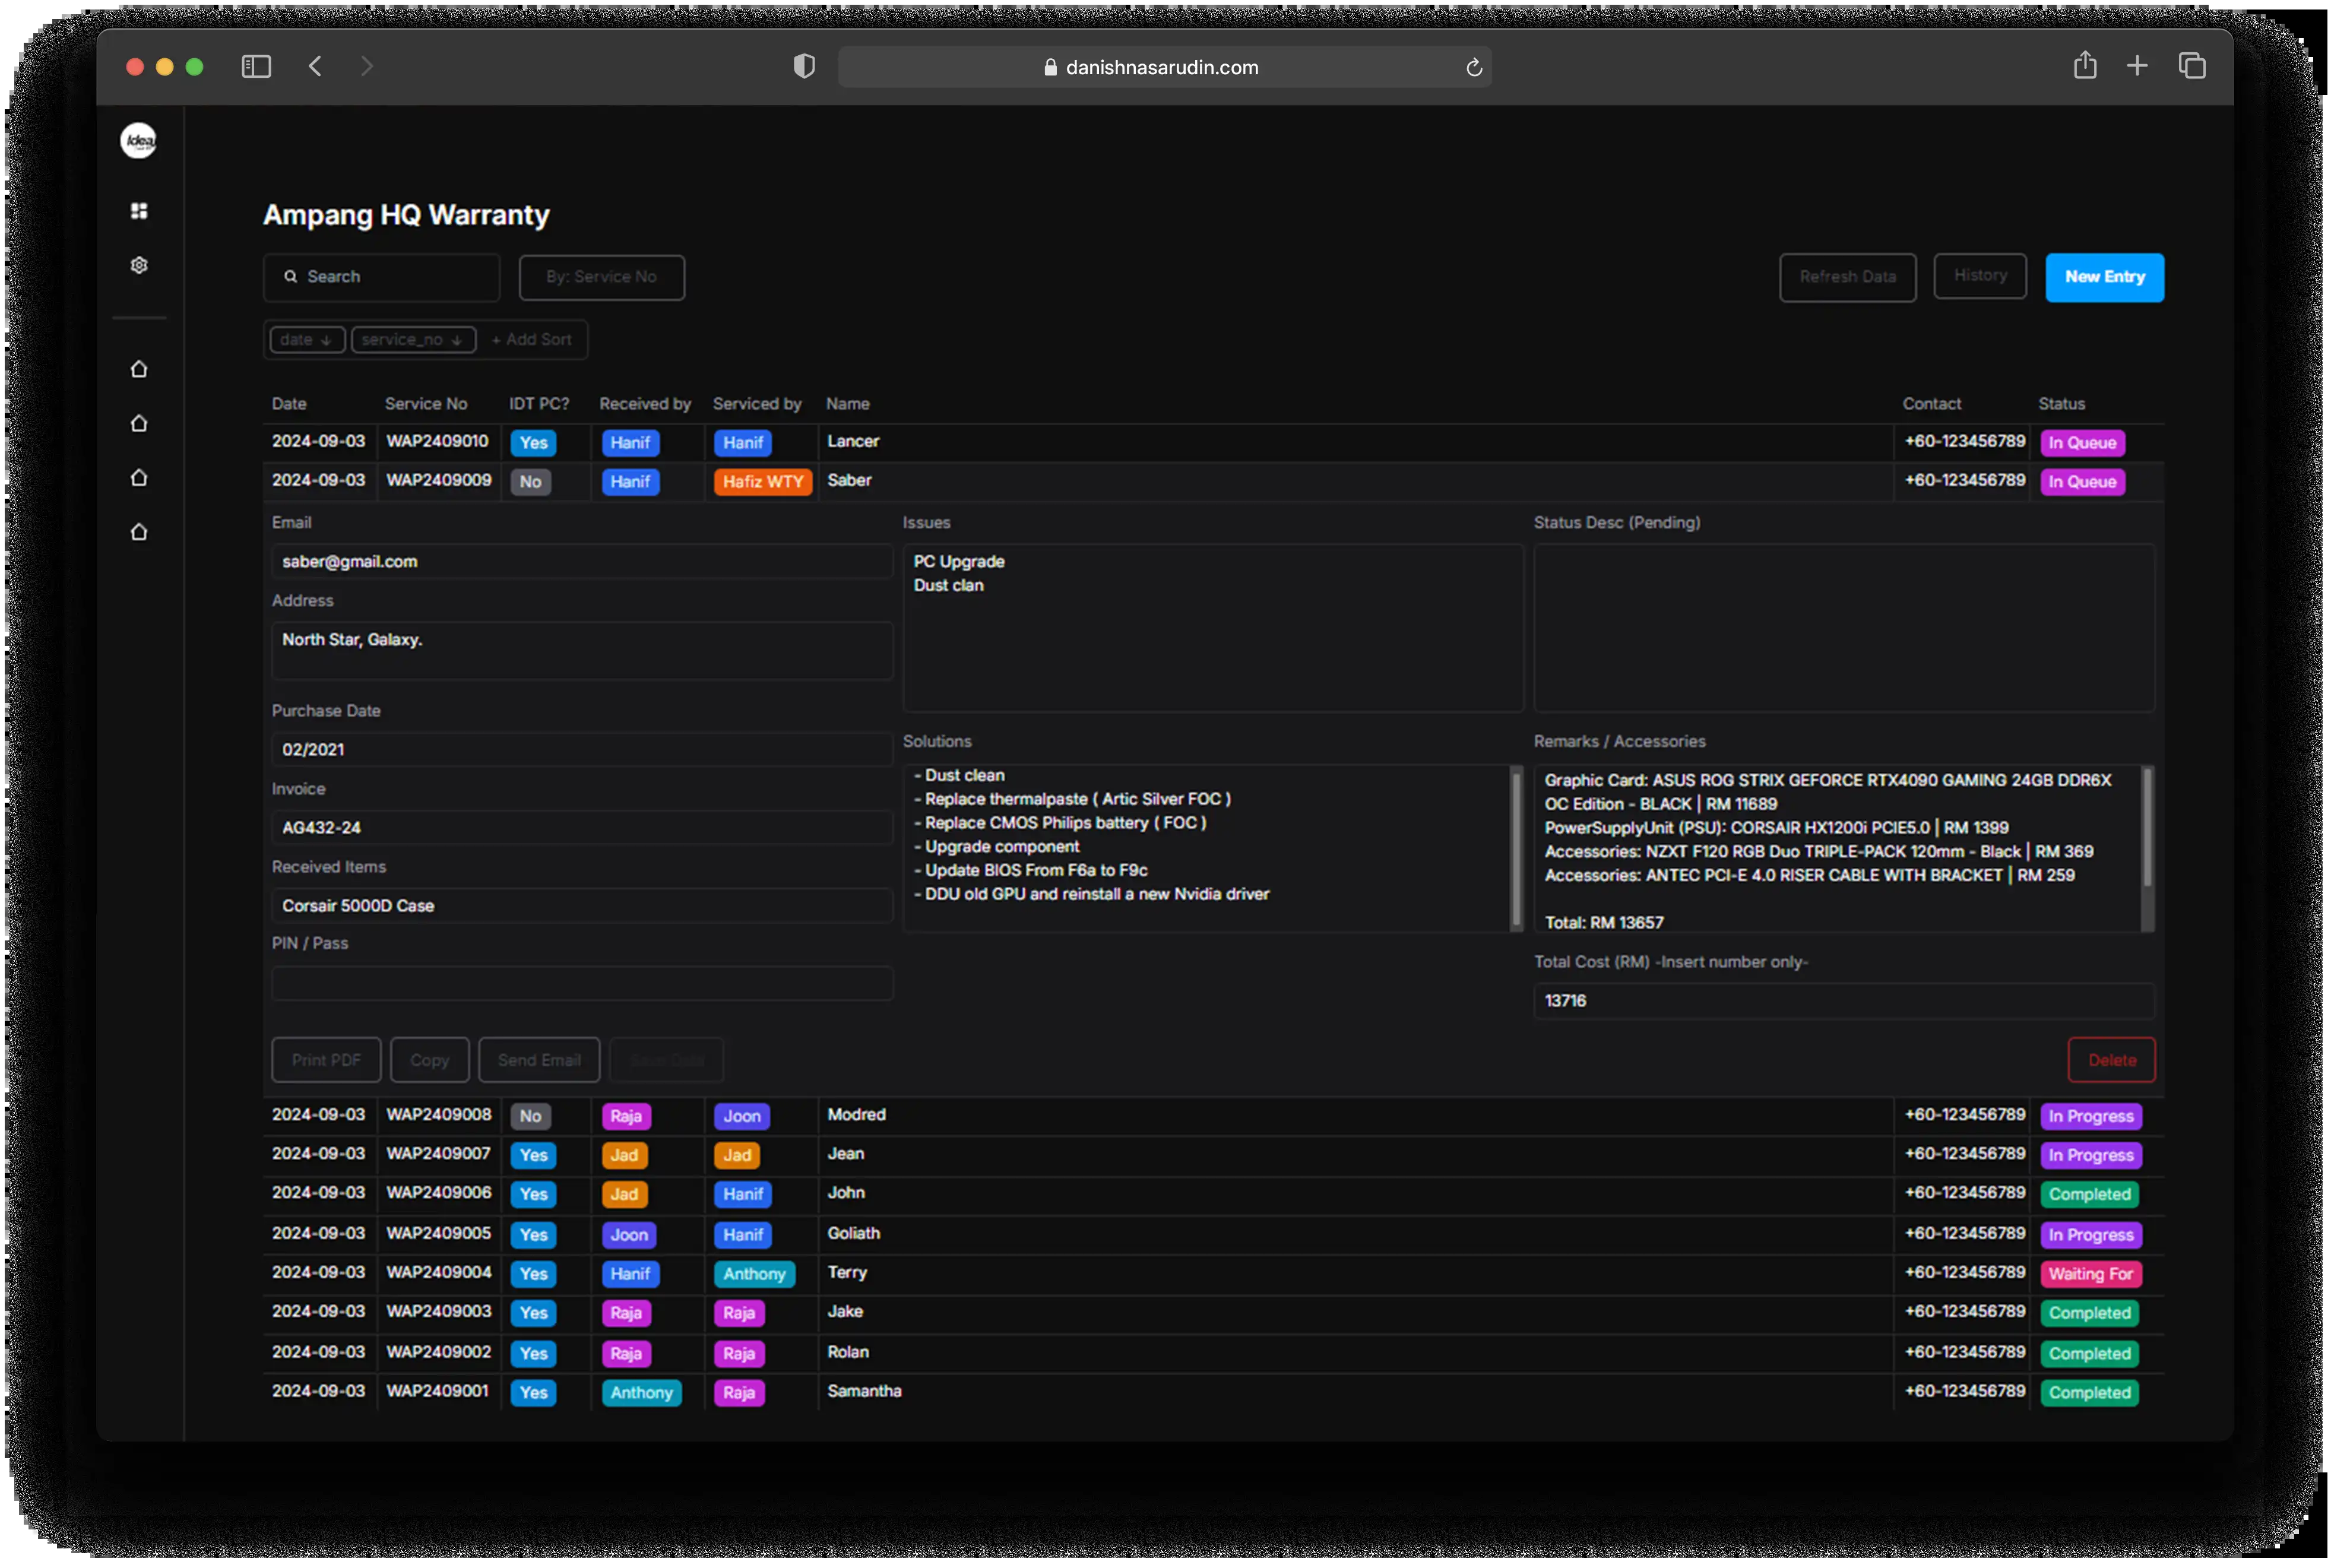 danishnasarudin.com
Idea
Ampang HQ Warranty
Search
By: Service No
Refresh Data
History
New Entry
date ↓ service_no ↓ + Add Sort
Date Service No IDT PC? Received by Serviced by Name Contact Status
2024-09-03 WAP2409010 Yes Hanif Hanif Lancer +60-123456789 In Queue
2024-09-03 WAP2409009 No Hanif Hafiz WTY Saber +60-123456789 In Queue
Email
saber@gmail.com
Address
North Star, Galaxy.
Purchase Date
02/2021
Invoice
AG432-24
Received Items
Corsair 5000D Case
PIN / Pass
Issues
PC Upgrade
Dust clan
Solutions
- Dust clean
- Replace thermalpaste ( Artic Silver FOC )
- Replace CMOS Philips battery ( FOC )
- Upgrade component
- Update BIOS From F6a to F9c
- DDU old GPU and reinstall a new Nvidia driver
Status Desc (Pending)
Remarks / Accessories
Graphic Card: ASUS ROG STRIX GEFORCE RTX4090 GAMING 24GB DDR6X
OC Edition - BLACK | RM 11689
PowerSupplyUnit (PSU): CORSAIR HX1200i PCIE5.0 | RM 1399
Accessories: NZXT F120 RGB Duo TRIPLE-PACK 120mm - Black | RM 369
Accessories: ANTEC PCI-E 4.0 RISER CABLE WITH BRACKET | RM 259
Total: RM 13657
Total Cost (RM) -Insert number only-
13716
Print PDF
Copy
Send Email
Delete
2024-09-03 WAP2409008 No Raja Joon Modred +60-123456789 In Progress
2024-09-03 WAP2409007 Yes Jad Jad Jean +60-123456789 In Progress
2024-09-03 WAP2409006 Yes Jad Hanif John +60-123456789 Completed
2024-09-03 WAP2409005 Yes Joon Hanif Goliath +60-123456789 In Progress
2024-09-03 WAP2409004 Yes Hanif Anthony Terry +60-123456789 Waiting For
2024-09-03 WAP2409003 Yes Raja Raja Jake +60-123456789 Completed
2024-09-03 WAP2409002 Yes Raja Raja Rolan +60-123456789 Completed
2024-09-03 WAP2409001 Yes Anthony Raja Samantha +60-123456789 Completed